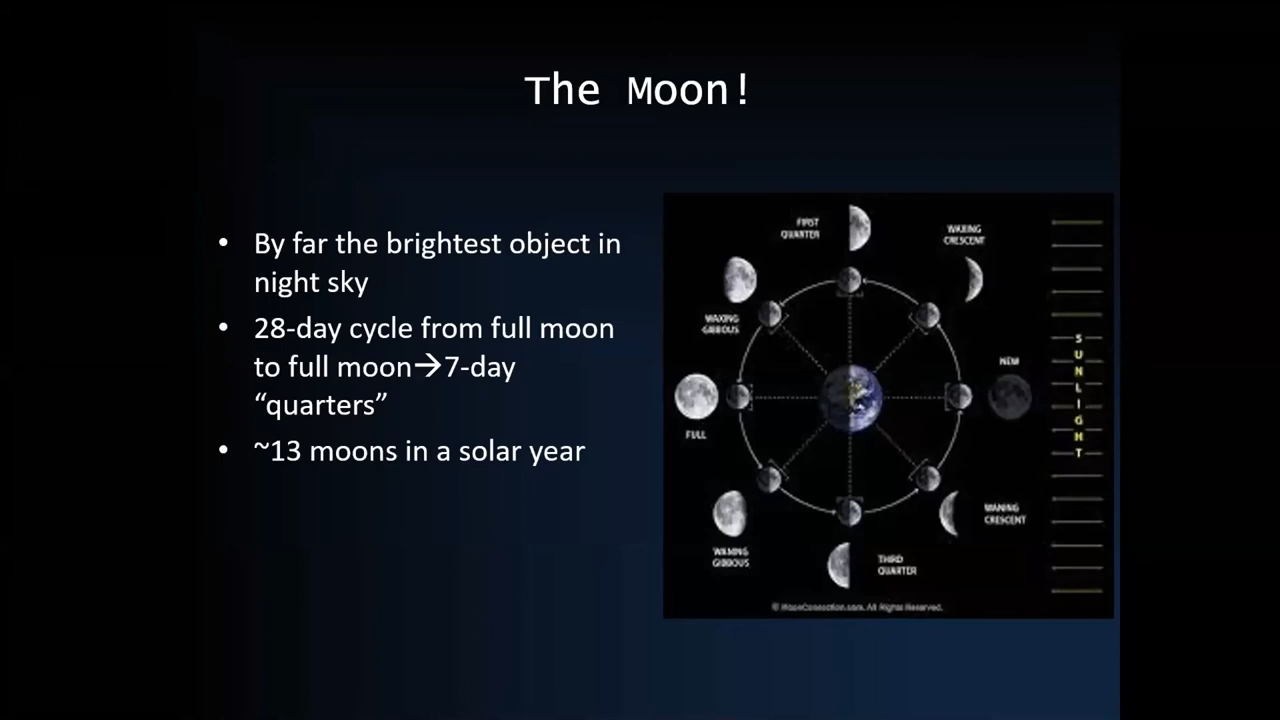 The Moon!
• By far the brightest object in
night sky
• 28-day cycle from full moon
to full moon→7-day
“quarters”
• ~13 moons in a solar year
FIRST
QUARTER
WAXING
CRESCENT
WAXING
GIBBOUS
NEW
FULL
SUNLIGHT
WANING
GIBBOUS
WANING
CRESCENT
THIRD
QUARTER
© MoonConnection.com. All Rights Reserved.